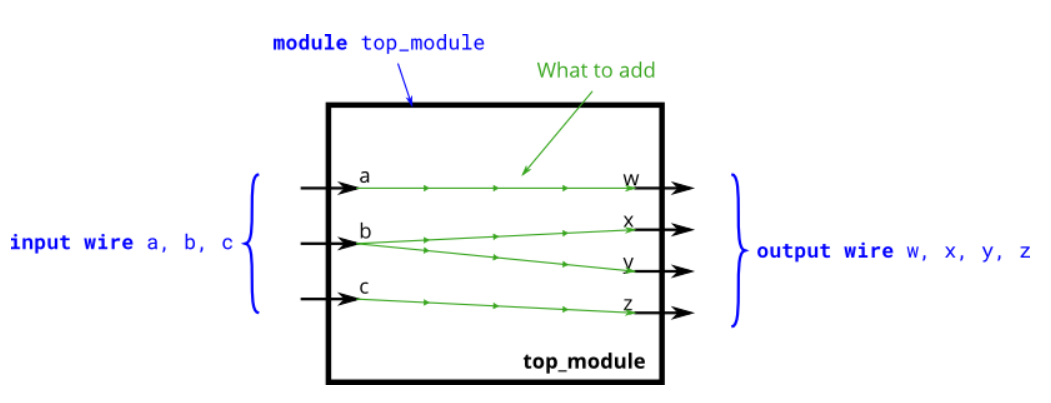 module top_module
What to add
a
w
x
b
input wire a, b, c
output wire w, x, y, z
y
c
z
top_module